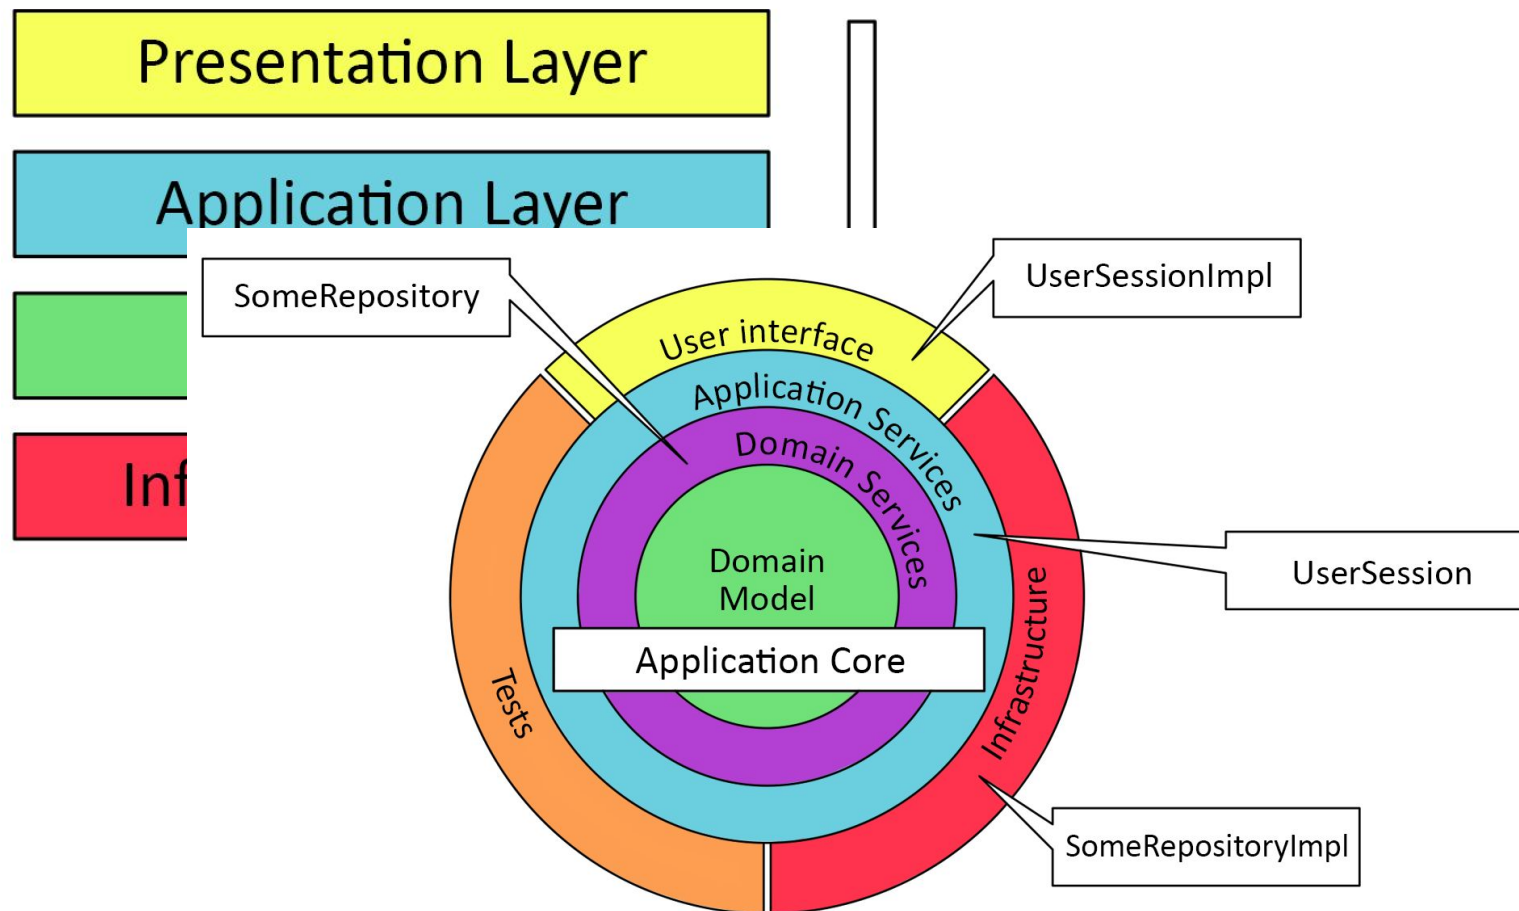 Presentation Layer
Application Layer
SomeRepository
UserSessionImpl
User interface
Application Services
Domain Services
Domain
Model
UserSession
Application Core
Tests
Infrastructure
SomeRepositoryImpl